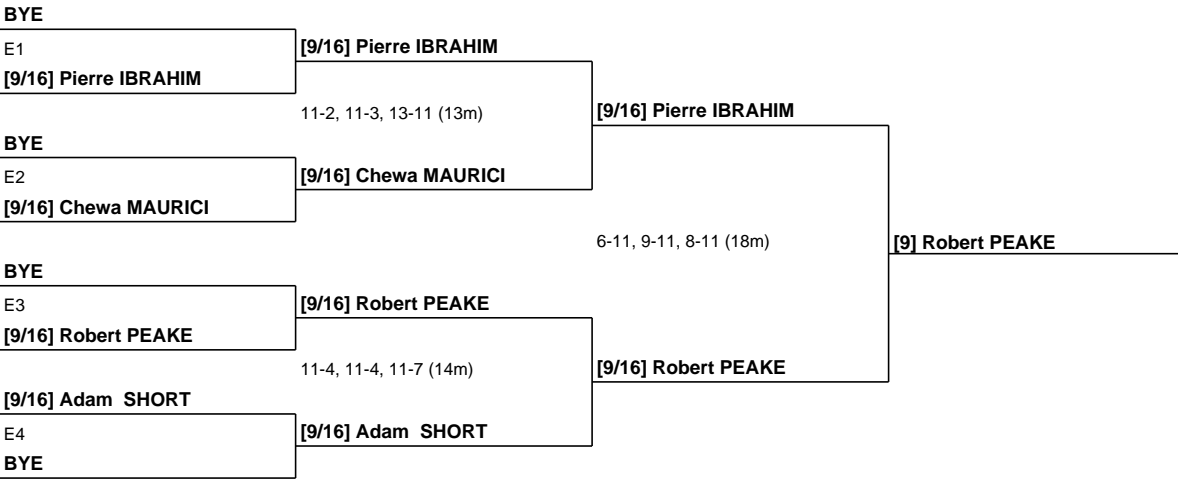 BYE
E1
[9/16] Pierre IBRAHIM
[9/16] Pierre IBRAHIM
11-2, 11-3, 13-11 (13m)
[9/16] Pierre IBRAHIM
BYE
E2
[9/16] Chewa MAURICI
[9/16] Chewa MAURICI
6-11, 9-11, 8-11 (18m)
[9] Robert PEAKE
BYE
E3
[9/16] Robert PEAKE
[9/16] Robert PEAKE
11-4, 11-4, 11-7 (14m)
[9/16] Robert PEAKE
[9/16] Adam  SHORT
E4
BYE
[9/16] Adam  SHORT